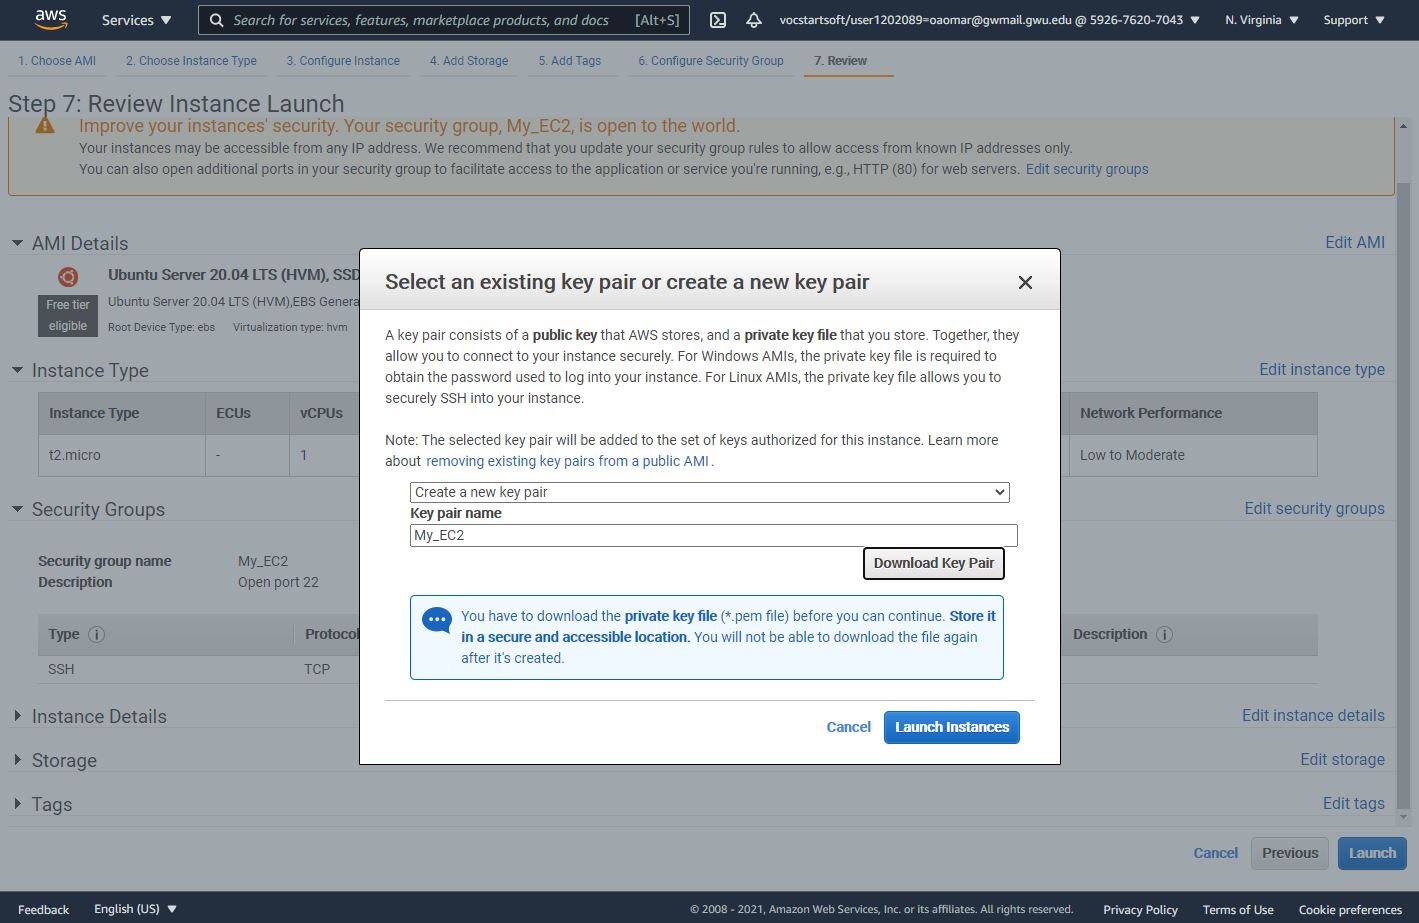 aws Services Search for services, features, marketplace products, and docs [Alt+S] vocstartsoft/user1202089=oaomar@gwmail.gwu.edu @ 5926-7620-7043 N. Virginia Support
1. Choose AMI 2. Choose Instance Type 3. Configure Instance 4. Add Storage 5. Add Tags 6. Configure Security Group 7. Review
Step 7: Review Instance Launch
Improve your instances' security. Your security group, My_EC2, is open to the world.
Your instances may be accessible from any IP address. We recommend that you update your security group rules to allow access from known IP addresses only.
You can also open additional ports in your security group to facilitate access to the application or service you're running, e.g., HTTP (80) for web servers. Edit security groups
AMI Details Edit AMI
Ubuntu Server 20.04 LTS (HVM), SSD
Free tier eligible
Ubuntu Server 20.04 LTS (HVM),EBS Genera
Root Device Type: ebs Virtualization type: hvm
Instance Type Edit instance type
Instance Type ECUs vCPUs Network Performance
t2.micro - 1 Low to Moderate
Security Groups Edit security groups
Security group name My_EC2
Description Open port 22
Type Protocol Description
SSH TCP
Instance Details Edit instance details
Storage Edit storage
Tags Edit tags
Select an existing key pair or create a new key pair
A key pair consists of a public key that AWS stores, and a private key file that you store. Together, they
allow you to connect to your instance securely. For Windows AMIs, the private key file is required to
obtain the password used to log into your instance. For Linux AMIs, the private key file allows you to
securely SSH into your instance.
Note: The selected key pair will be added to the set of keys authorized for this instance. Learn more
about removing existing key pairs from a public AMI .
Create a new key pair
Key pair name
My_EC2
Download Key Pair
You have to download the private key file (*.pem file) before you can continue. Store it
in a secure and accessible location. You will not be able to download the file again
after it's created.
Cancel Launch Instances
Cancel Previous Launch
Feedback English (US) © 2008 - 2021, Amazon Web Services, Inc. or its affiliates. All rights reserved. Privacy Policy Terms of Use Cookie preferences